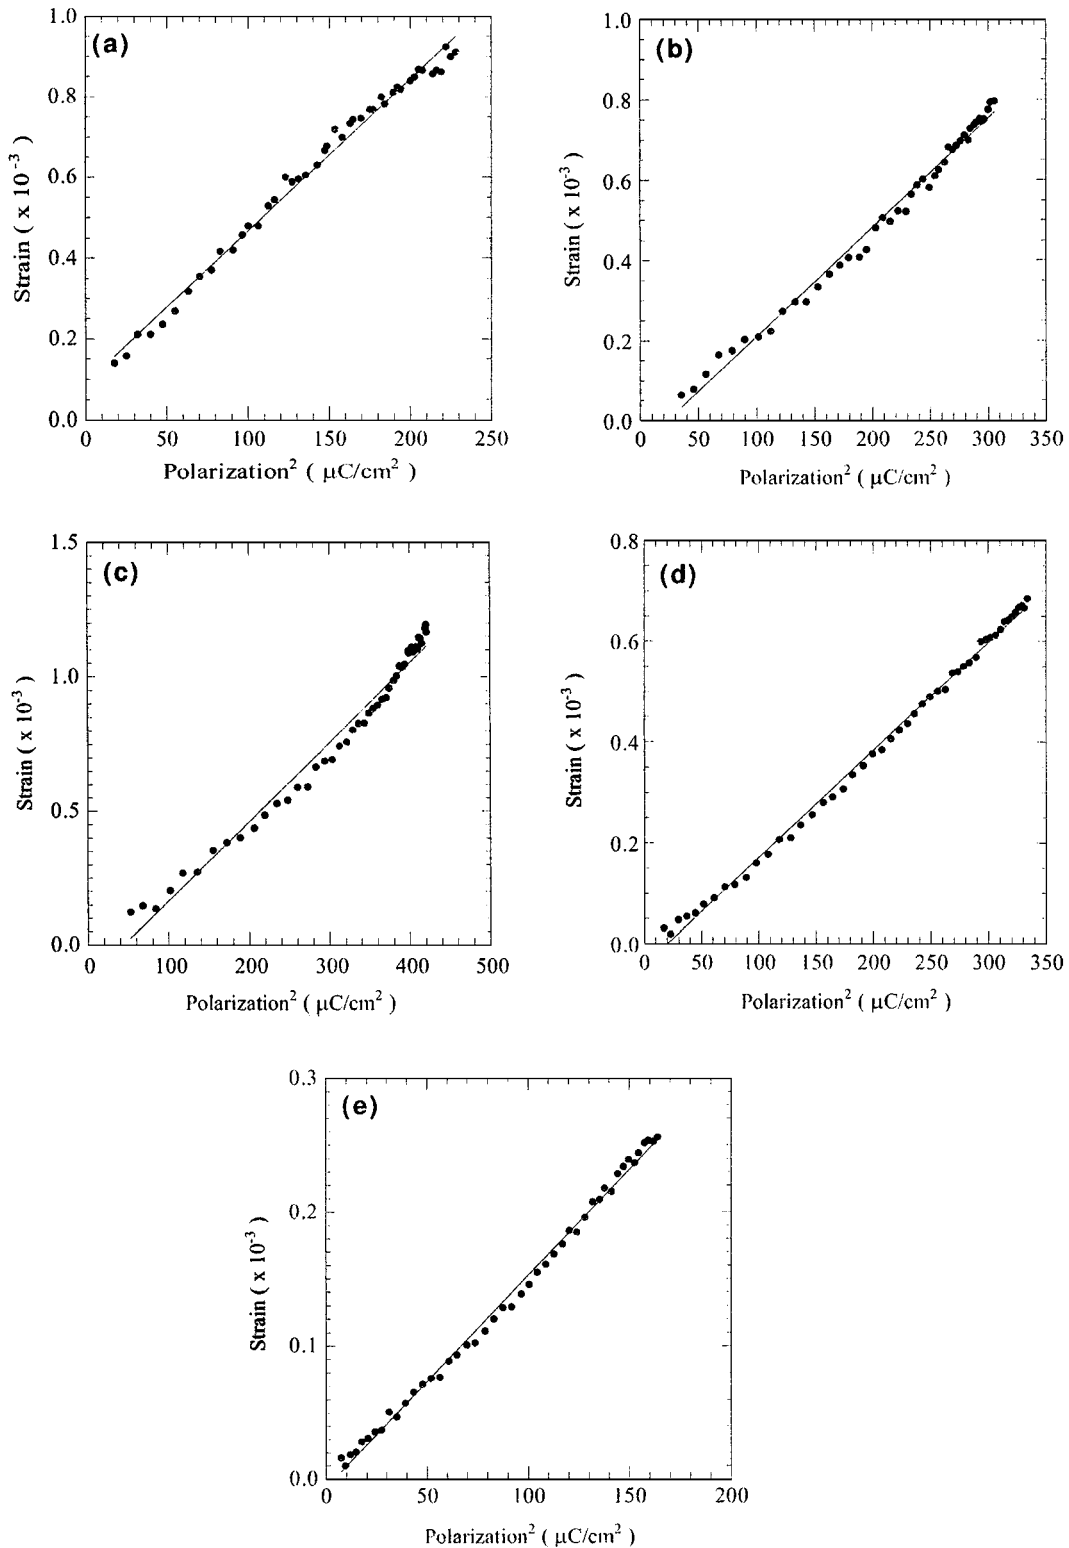 (a)
1.0
0.8
0.6
0.4
0.2
0.0
Strain ( x 10⁻³ )
0 50 100 150 200 250
Polarization² ( μC/cm² )
(b)
1.0
0.8
0.6
0.4
0.2
0.0
Strain ( x 10⁻³ )
0 50 100 150 200 250 300 350
Polarization² ( μC/cm² )
(c)
1.5
1.0
0.5
0.0
Strain ( x 10⁻³ )
0 100 200 300 400 500
Polarization² ( μC/cm² )
(d)
0.8
0.6
0.4
0.2
0.0
Strain ( x 10⁻³ )
0 50 100 150 200 250 300 350
Polarization² ( μC/cm² )
(e)
0.3
0.2
0.1
0.0
Strain ( x 10⁻³ )
0 50 100 150 200
Polarization² ( μC/cm² )